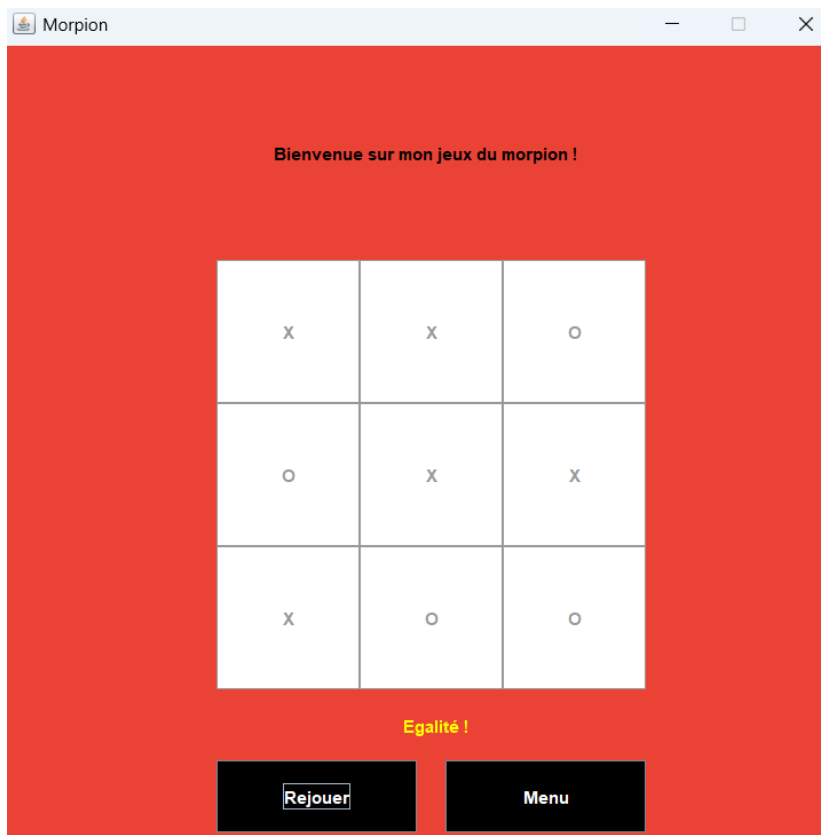 Morpion
Bienvenue sur mon jeux du morpion !
X X O
O X X
X O O
Egalité !
Rejouer Menu